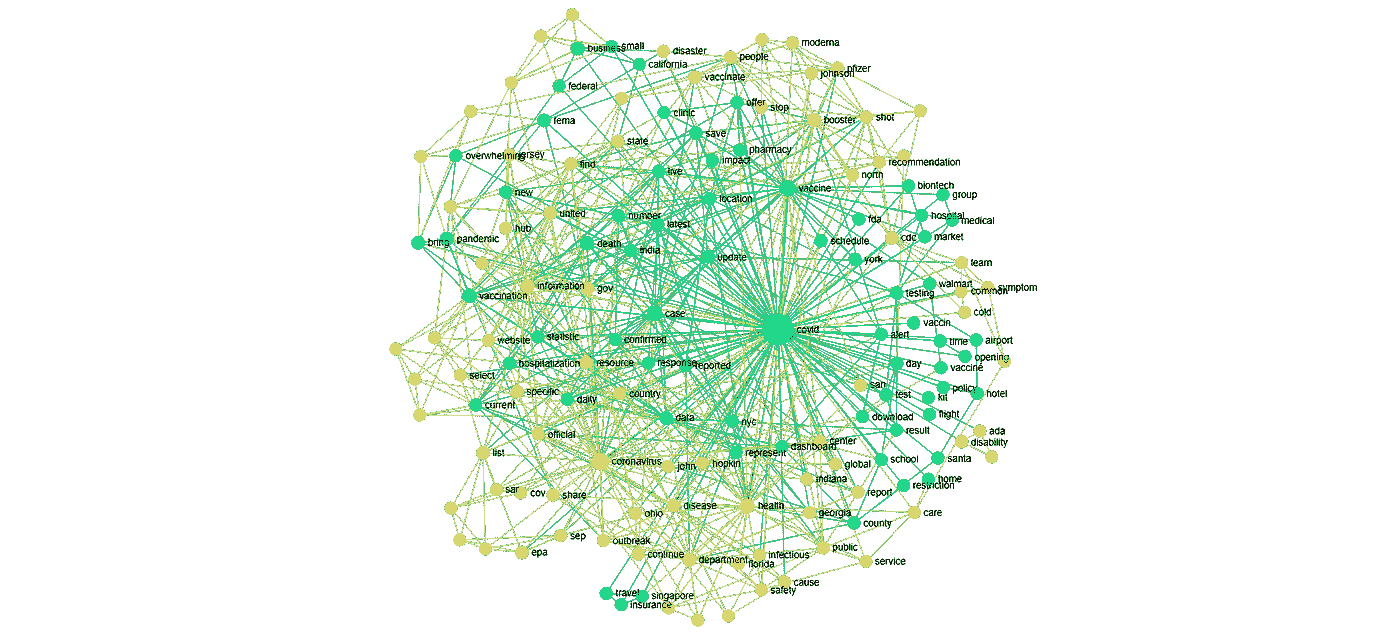 business
small
disaster
california
people
moderna
vaccinate
johnson
pfizer
federal
offer
stop
clinic
fema
booster
shot
save
state
pharmacy
overwhelming
jersey
find
impact
recommendation
live
north
new
vaccine
biontech
group
location
united
number
hospital
medical
fda
latest
hub
bring
pandemic
death
india
schedule
cdc
market
update
york
learn
information
gov
vaccination
testing
walmart
common
symptom
case
cold
covid
vaccin
website
statistic
confirmed
alert
time
airport
hospitalization
resource
response
reported
day
opening
vaccine
select
specific
country
daily
san
test
policy
kit
hotel
current
data
nyc
download
flight
official
result
ada
dashboard
center
disability
list
represent
coronavirus
john
hopkin
global
school
santa
indiana
home
restriction
sar
cov
share
report
disease
health
ohio
georgia
care
county
sep
outbreak
epa
continue
department
infectious
florida
public
service
cause
safety
travel
singapore
insurance